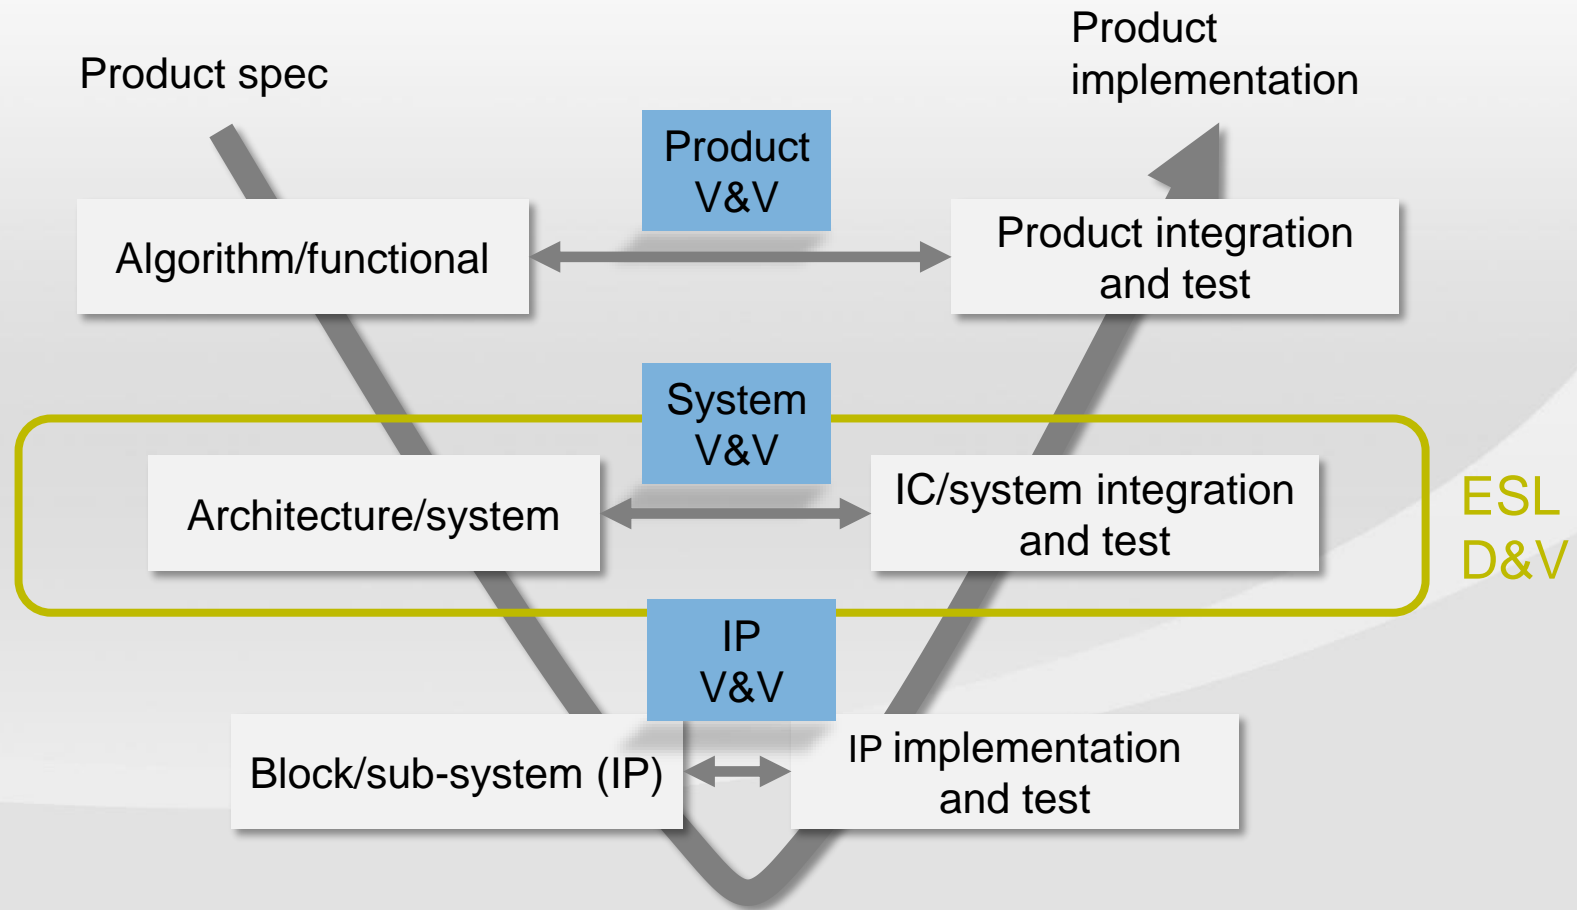 Product spec
Product
implementation
Product
V&V
Algorithm/functional
Product integration
and test
System
V&V
Architecture/system
IC/system integration
and test
ESL
D&V
IP
V&V
Block/sub-system (IP)
IP implementation
and test